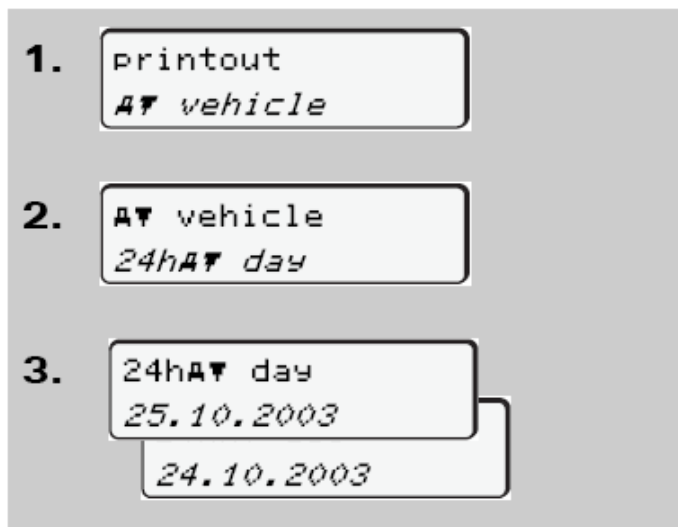 1.
printout
vehicle
2.
vehicle
24h day
3.
24h day
25.10.2003
24.10.2003